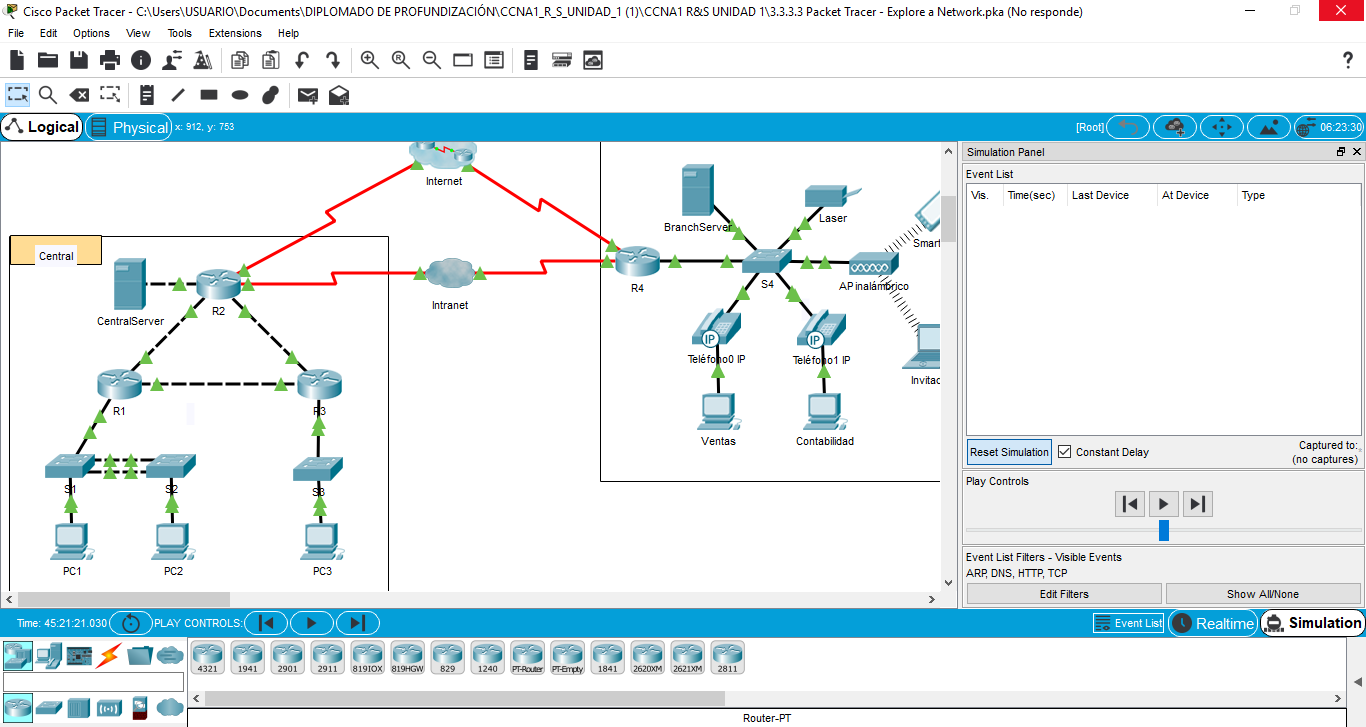 Cisco Packet Tracer - C:\Users\USUARIO\Documents\DIPLOMADO DE PROFUNDIZACIÓN\CCNA1_R_S_UNIDAD_1 (1)\CCNA1 R&S UNIDAD 1\3.3.3.3 Packet Tracer - Explore a Network.pka (No responde)
File Edit Options View Tools Extensions Help
Logical Physical x: 912, y: 753 [Root] 06:23:30
Simulation Panel
Event List
Vis. Time(sec) Last Device At Device Type
Internet
BranchServer
Laser
Smart
Central
CentralServer
R2
Intranet
R4
S4
AP inalámbrico
IP
IP
Teléfono0 IP
Teléfono1 IP
Invitac
R1
R3
Ventas
Contabilidad
S1
S2
S3
PC1
PC2
PC3
Reset Simulation Constant Delay Captured to:
(no captures)
Play Controls
Event List Filters - Visible Events
ARP, DNS, HTTP, TCP
Edit Filters Show All/None
Time: 45:21:21.030 PLAY CONTROLS: Event List Realtime Simulation
4321 1941 2901 2911 819IOX 819HGW 829 1240 PT-Router PT-Empty 1841 2620XM 2621XM 2811
Router-PT